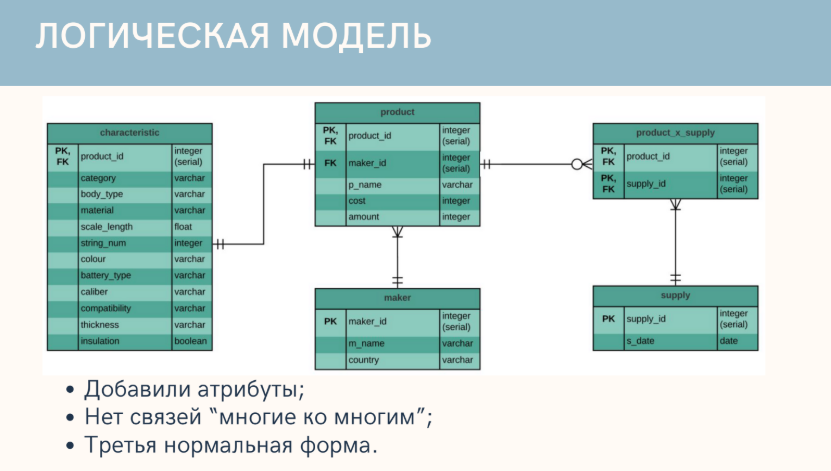 ЛОГИЧЕСКАЯ МОДЕЛЬ
characteristic
PK, FK product_id integer (serial)
category varchar
body_type varchar
material varchar
scale_length float
string_num integer
colour varchar
battery_type varchar
caliber varchar
compatibility varchar
thickness varchar
insulation boolean
product
PK, FK product_id integer (serial)
FK maker_id integer (serial)
p_name varchar
cost integer
amount integer
maker
PK maker_id integer (serial)
m_name varchar
country varchar
product_x_supply
PK, FK product_id integer (serial)
PK, FK supply_id integer (serial)
supply
PK supply_id integer (serial)
s_date date
• Добавили атрибуты;
• Нет связей “многие ко многим”;
• Третья нормальная форма.